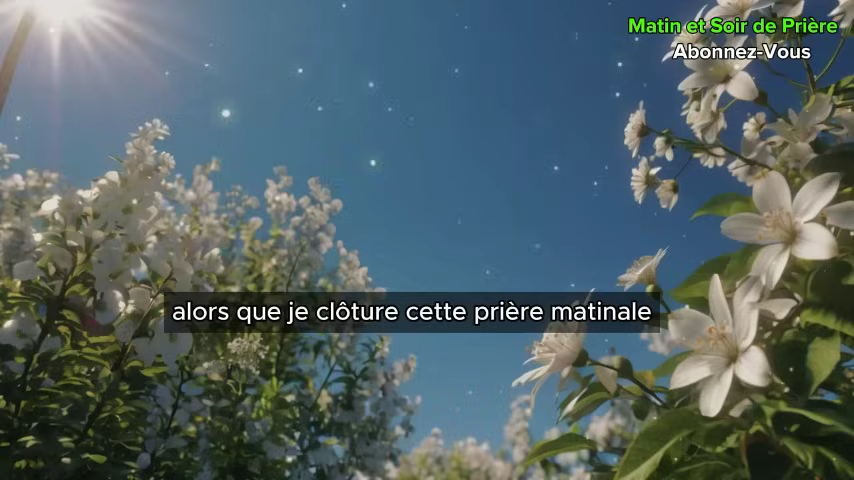 Matin et Soir de Prière
Abonnez-Vous
alors que je clôture cette prière matinale